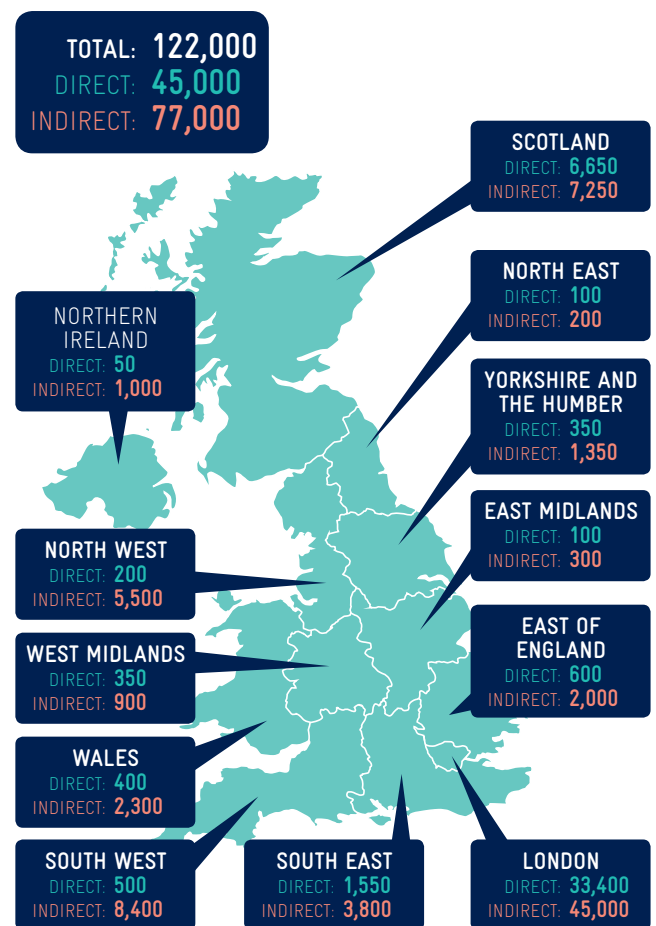 TOTAL: 122,000
DIRECT: 45,000
INDIRECT: 77,000
SCOTLAND
DIRECT: 6,650
INDIRECT: 7,250
NORTH EAST
DIRECT: 100
INDIRECT: 200
NORTHERN
IRELAND
DIRECT: 50
INDIRECT: 1,000
YORKSHIRE AND
THE HUMBER
DIRECT: 350
INDIRECT: 1,350
EAST MIDLANDS
DIRECT: 100
INDIRECT: 300
NORTH WEST
DIRECT: 200
INDIRECT: 5,500
EAST OF
ENGLAND
DIRECT: 600
INDIRECT: 2,000
WEST MIDLANDS
DIRECT: 350
INDIRECT: 900
WALES
DIRECT: 400
INDIRECT: 2,300
SOUTH WEST
DIRECT: 500
INDIRECT: 8,400
SOUTH EAST
DIRECT: 1,550
INDIRECT: 3,800
LONDON
DIRECT: 33,400
INDIRECT: 45,000